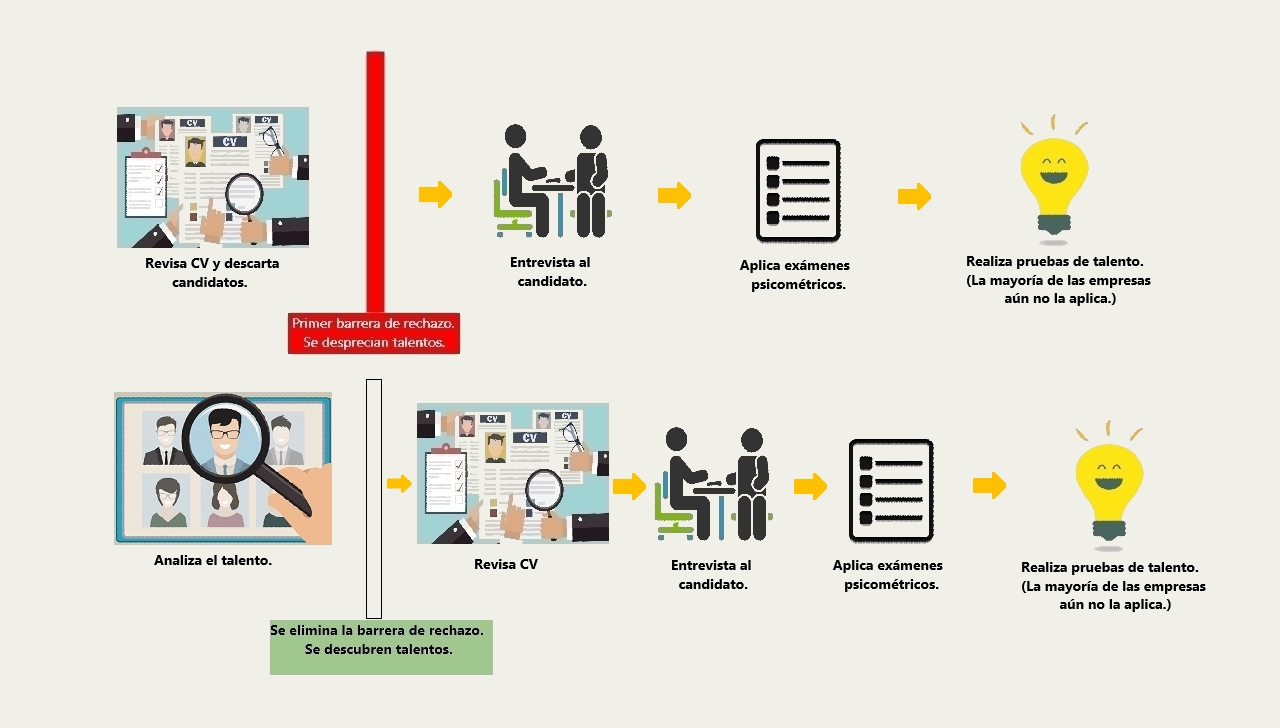 CV
CV
CV
Revisa CV y descarta
candidatos.
Entrevista al
candidato.
Aplica exámenes
psicométricos.
Realiza pruebas de talento.
(La mayoría de las empresas
aún no la aplica.)
Primer barrera de rechazo.
Se desprecian talentos.
Analiza el talento.
CV
CV
CV
Revisa CV
Entrevista al
candidato.
Aplica exámenes
psicométricos.
Realiza pruebas de talento.
(La mayoría de las empresas
aún no la aplica.)
Se elimina la barrera de rechazo.
Se descubren talentos.